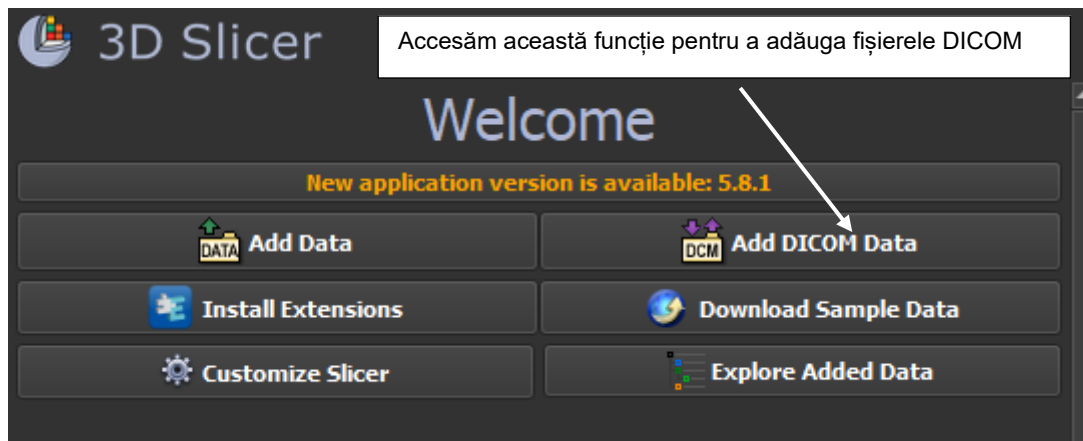 3D Slicer
Accesăm această funcție pentru a adăuga fișierele DICOM
Welcome
New application version is available: 5.8.1
DATA Add Data
DCM Add DICOM Data
Install Extensions
Download Sample Data
Customize Slicer
Explore Added Data